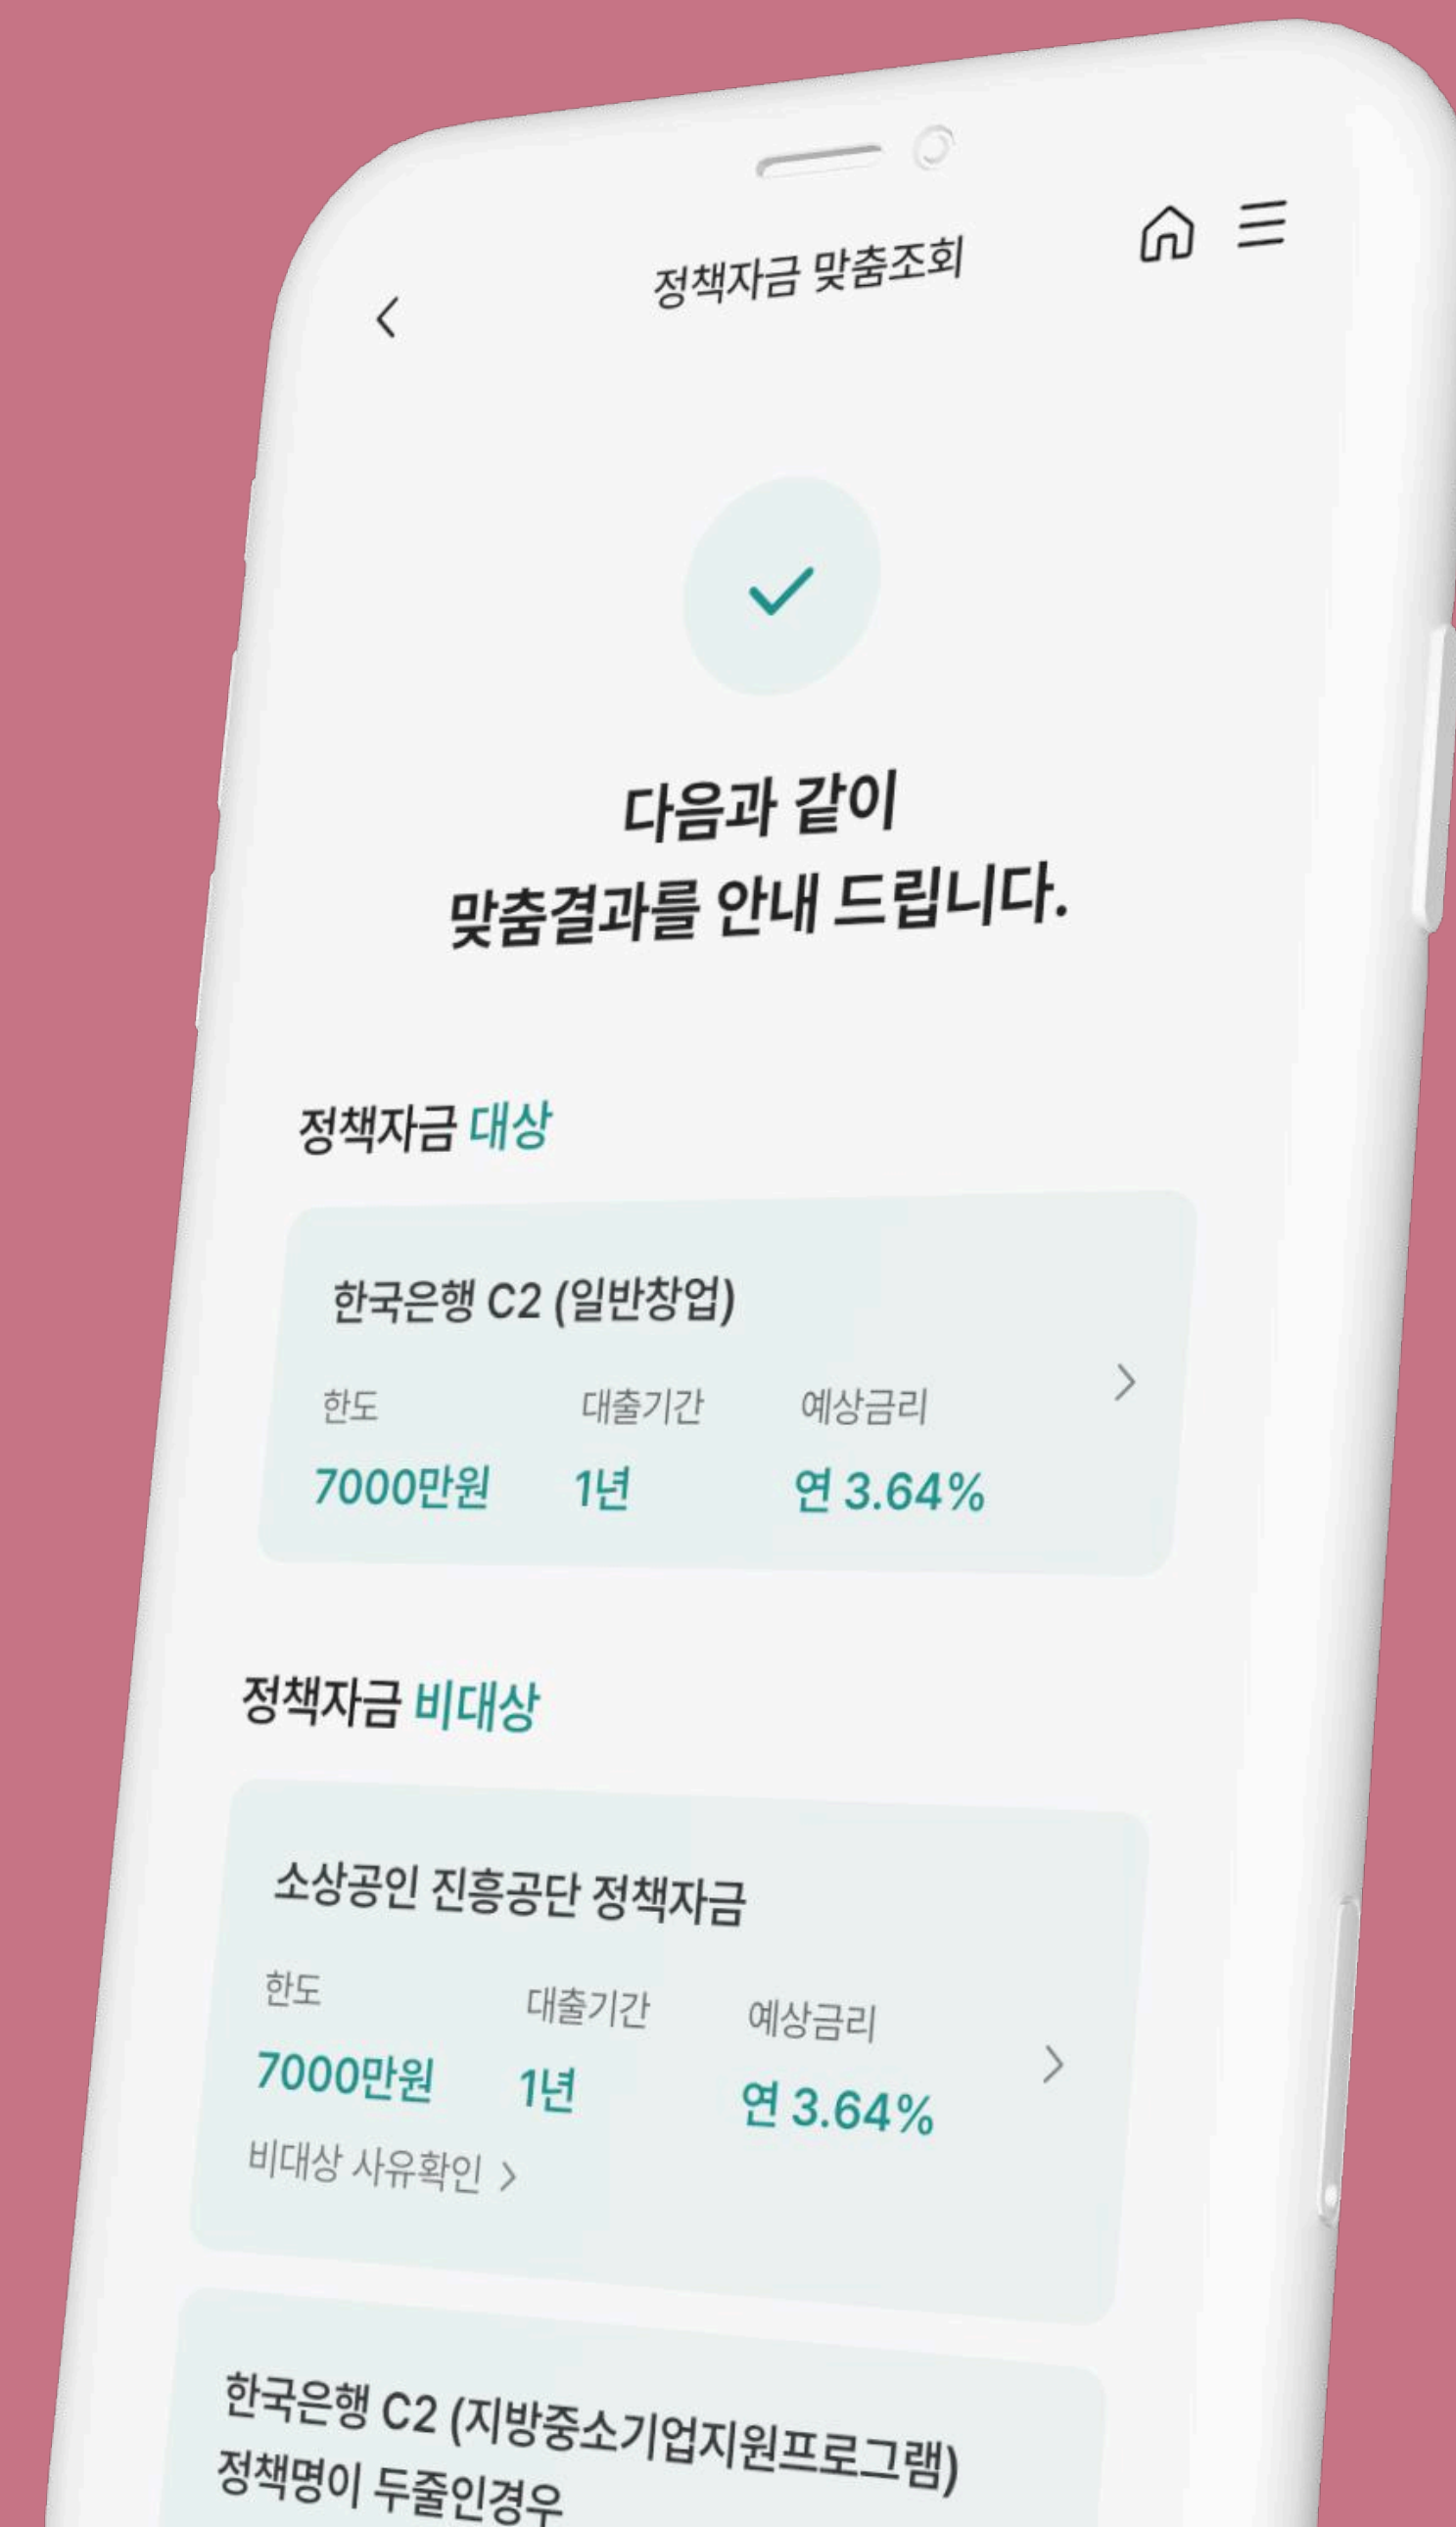 정책자금 맞춤조회
다음과 같이
맞춤결과를 안내 드립니다.
정책자금 대상
한국은행 C2 (일반창업)
한도 대출기간 예상금리
7000만원 1년 연 3.64%
정책자금 비대상
소상공인 진흥공단 정책자금
한도 대출기간 예상금리
7000만원 1년 연 3.64%
비대상 사유확인 >
한국은행 C2 (지방중소기업지원프로그램)
정책명이 두줄인경우